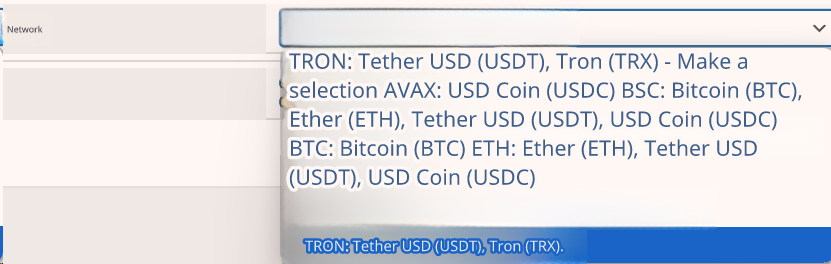 Network
TRON: Tether USD (USDT), Tron (TRX) - Make a
selection AVAX: USD Coin (USDC) BSC: Bitcoin (BTC),
Ether (ETH), Tether USD (USDT), USD Coin (USDC)
BTC: Bitcoin (BTC) ETH: Ether (ETH), Tether USD
(USDT), USD Coin (USDC)
TRON: Tether USD (USDT), Tron (TRX).